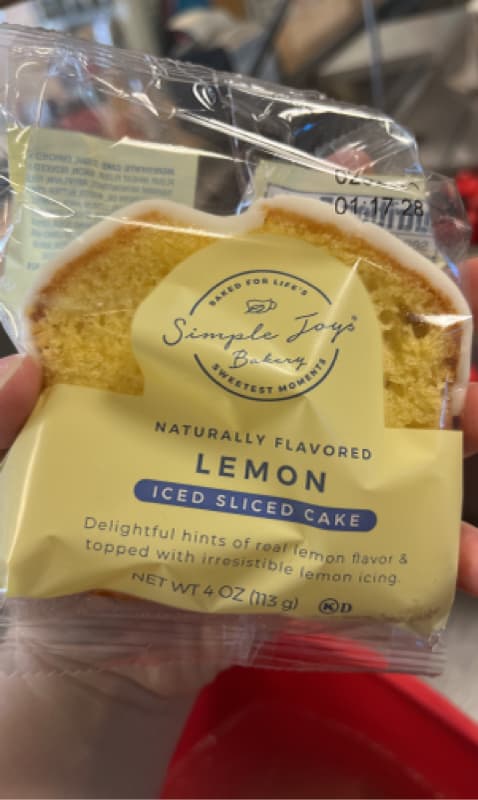 01:17 28
BAKED FOR LIFE'S
Simple Joys®
Bakery
SWEETEST MOMENTS
NATURALLY FLAVORED
LEMON
ICED SLICED CAKE
Delightful hints of real lemon flavor &
topped with irresistible lemon icing.
NET WT 4 OZ (113 g) K D